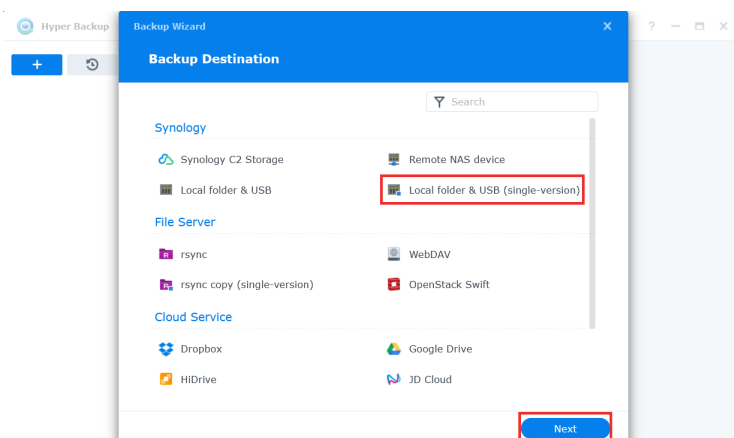 Hyper Backup
Backup Wizard
Backup Destination
Search
Synology
Synology C2 Storage
Remote NAS device
Local folder & USB
Local folder & USB (single-version)
File Server
rsync
WebDAV
rsync copy (single-version)
OpenStack Swift
Cloud Service
Dropbox
Google Drive
HiDrive
JD Cloud
Next